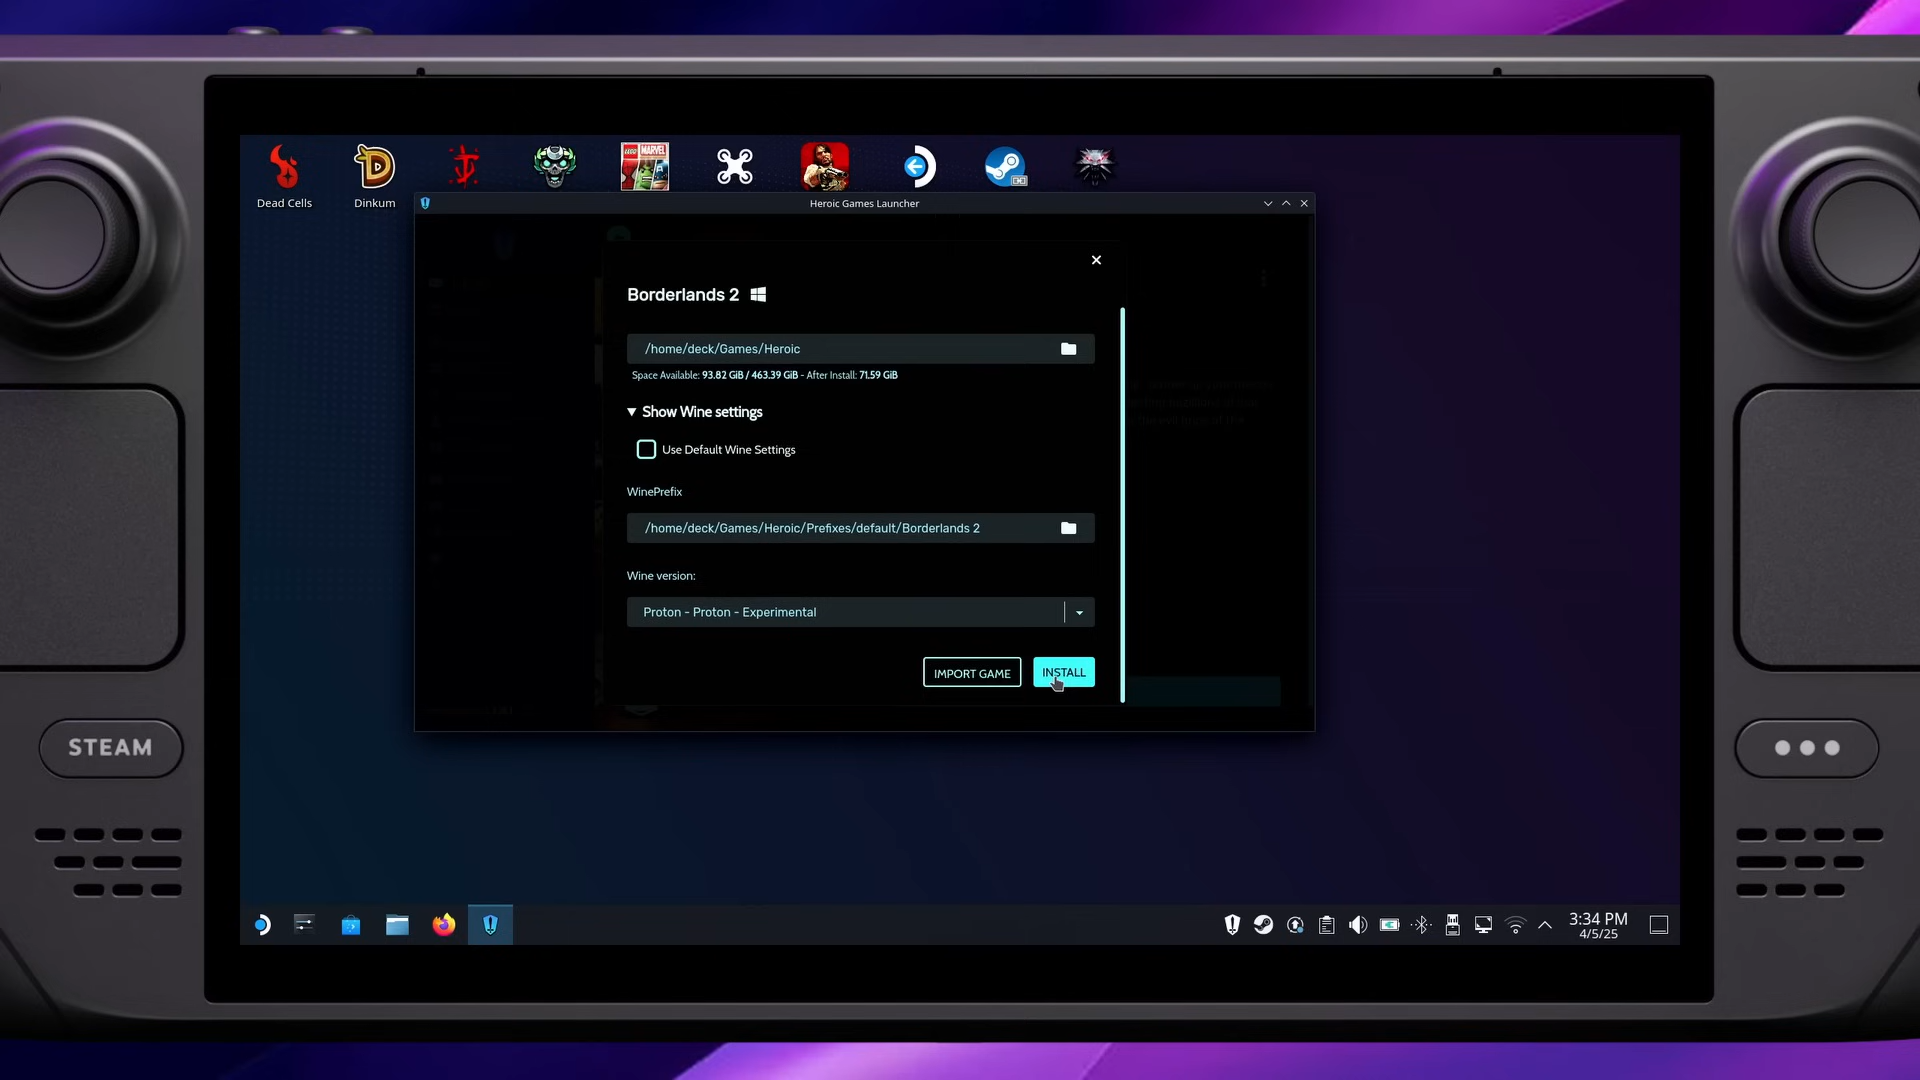 LEGO MARVEL
Dead Cells
Dinkum
Heroic Games Launcher
Borderlands 2
/home/deck/Games/Heroic
Space Available: 93.82 GiB / 463.39 GiB - After Install: 71.59 GiB
Show Wine settings
Use Default Wine Settings
WinePrefix
/home/deck/Games/Heroic/Prefixes/default/Borderlands 2
Wine version:
Proton - Proton - Experimental
IMPORT GAME
INSTALL
STEAM
3:34 PM
4/5/25